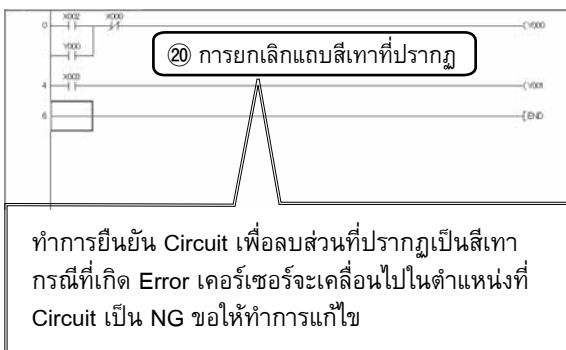 X002 X000
0 (Y000
Y000
⑳ การยกเลิกแถบสีเทาที่ปรากฏ
X003
4 (Y001
6 [END
ทำการยืนยัน Circuit เพื่อลบส่วนที่ปรากฏเป็นสีเทา
กรณีที่เกิด Error เคอร์เซอร์จะเคลื่อนไปในตำแหน่งที่
Circuit เป็น NG ขอให้ทำการแก้ไข